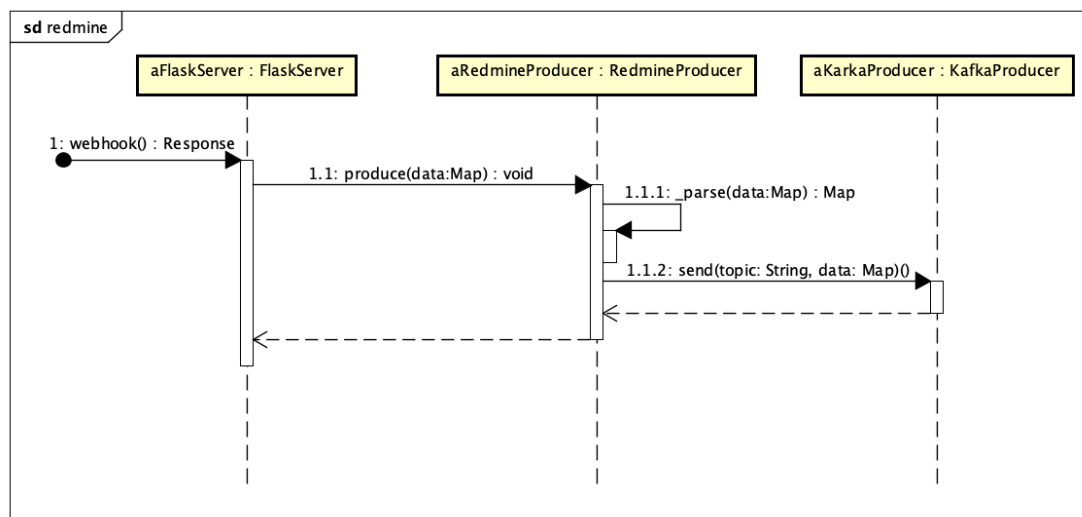 sd redmine
aFlaskServer : FlaskServer
aRedmineProducer : RedmineProducer
aKarkaProducer : KafkaProducer
1: webhook() : Response
1.1: produce(data:Map) : void
1.1.1: _parse(data:Map) : Map
1.1.2: send(topic: String, data: Map)()